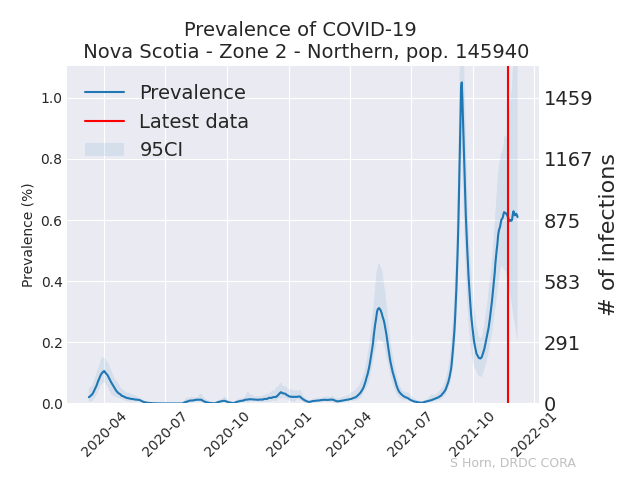 Prevalence of COVID-19
Nova Scotia - Zone 2 - Northern, pop. 145940
Prevalence
Latest data
95CI
Prevalence (%)
1.0
0.8
0.6
0.4
0.2
0.0
1459
1167
875
583
291
0
# of infections
2020-04
2020-07
2020-10
2021-01
2021-04
2021-07
2021-10
2022-01
S Horn, DRDC CORA